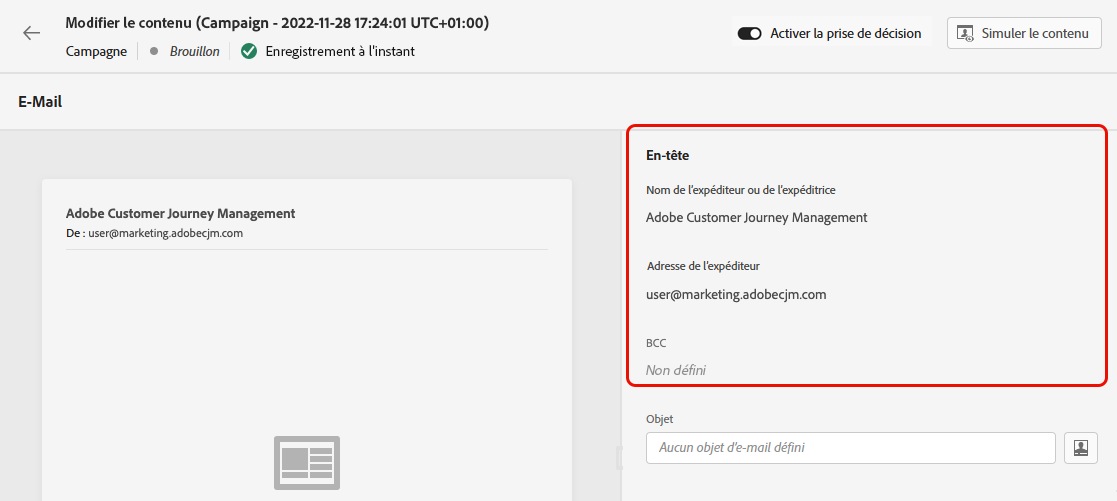 Modifier le contenu (Campaign - 2022-11-28 17:24:01 UTC+01:00)
Campagne
Brouillon
Enregistrement à l'instant
Activer la prise de décision
Simuler le contenu
E-Mail
Adobe Customer Journey Management
De : user@marketing.adobecjm.com
En-tête
Nom de l'expéditeur ou de l'expéditrice
Adobe Customer Journey Management
Adresse de l'expéditeur
user@marketing.adobecjm.com
BCC
Non défini
Objet
Aucun objet d'e-mail défini